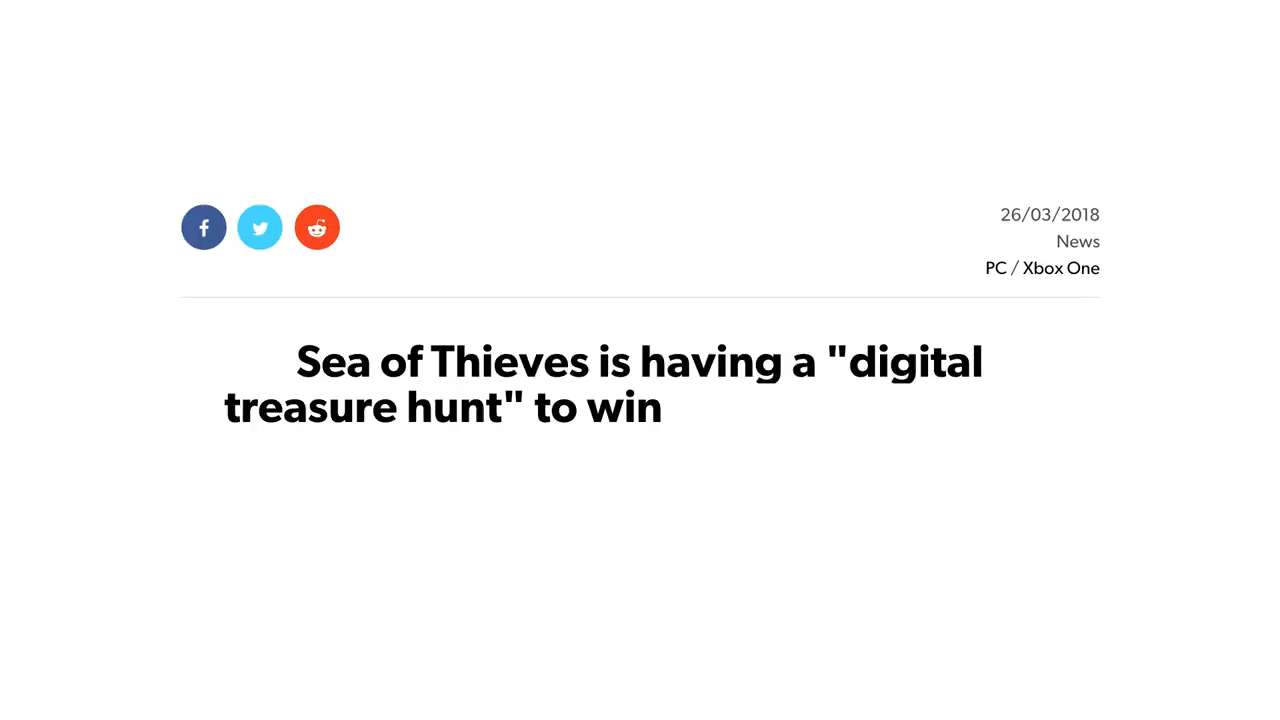 26/03/2018
News
PC / Xbox One
Sea of Thieves is having a "digital
treasure hunt" to win